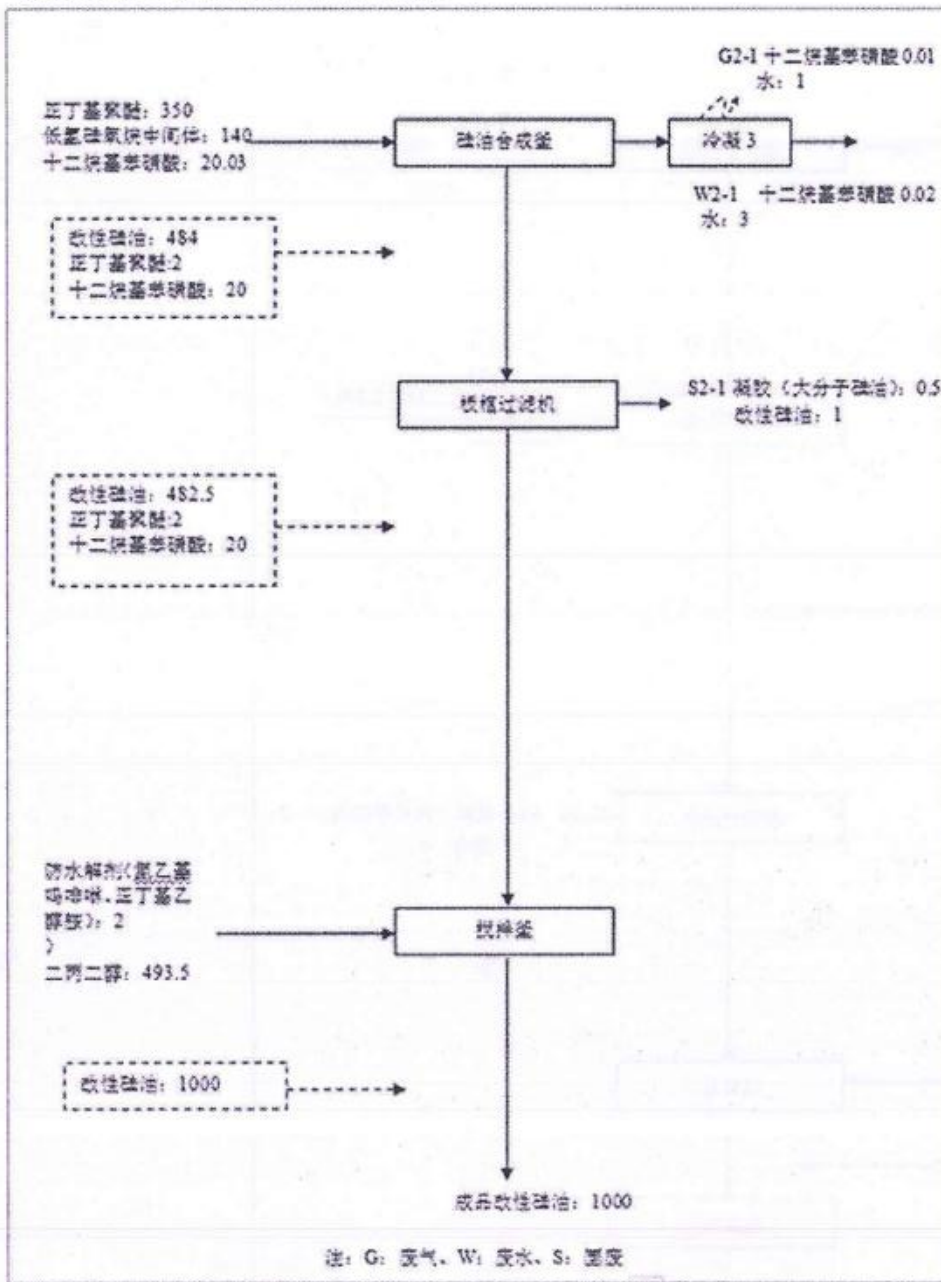 G2-1 十二烷基苯磺酸 0.01
水：1
正丁基聚醚：350
低氢硅氧烷中间体：140
十二烷基苯磺酸：20.03
硅油合成釜
冷凝 3
W2-1 十二烷基苯磺酸 0.02
水：3
改性硅油：484
正丁基聚醚:2
十二烷基苯磺酸：20
板框过滤机
S2-1 凝胶（大分子硅油）：0.5
改性硅油：1
改性硅油：482.5
正丁基聚醚:2
十二烷基苯磺酸：20
防水解剂(氮乙基
吗啡啉、正丁基乙
醇胺)：2
)
二丙二醇：493.5
搅拌釜
改性硅油：1000
成品改性硅油：1000
注：G：废气、W：废水、S：固废